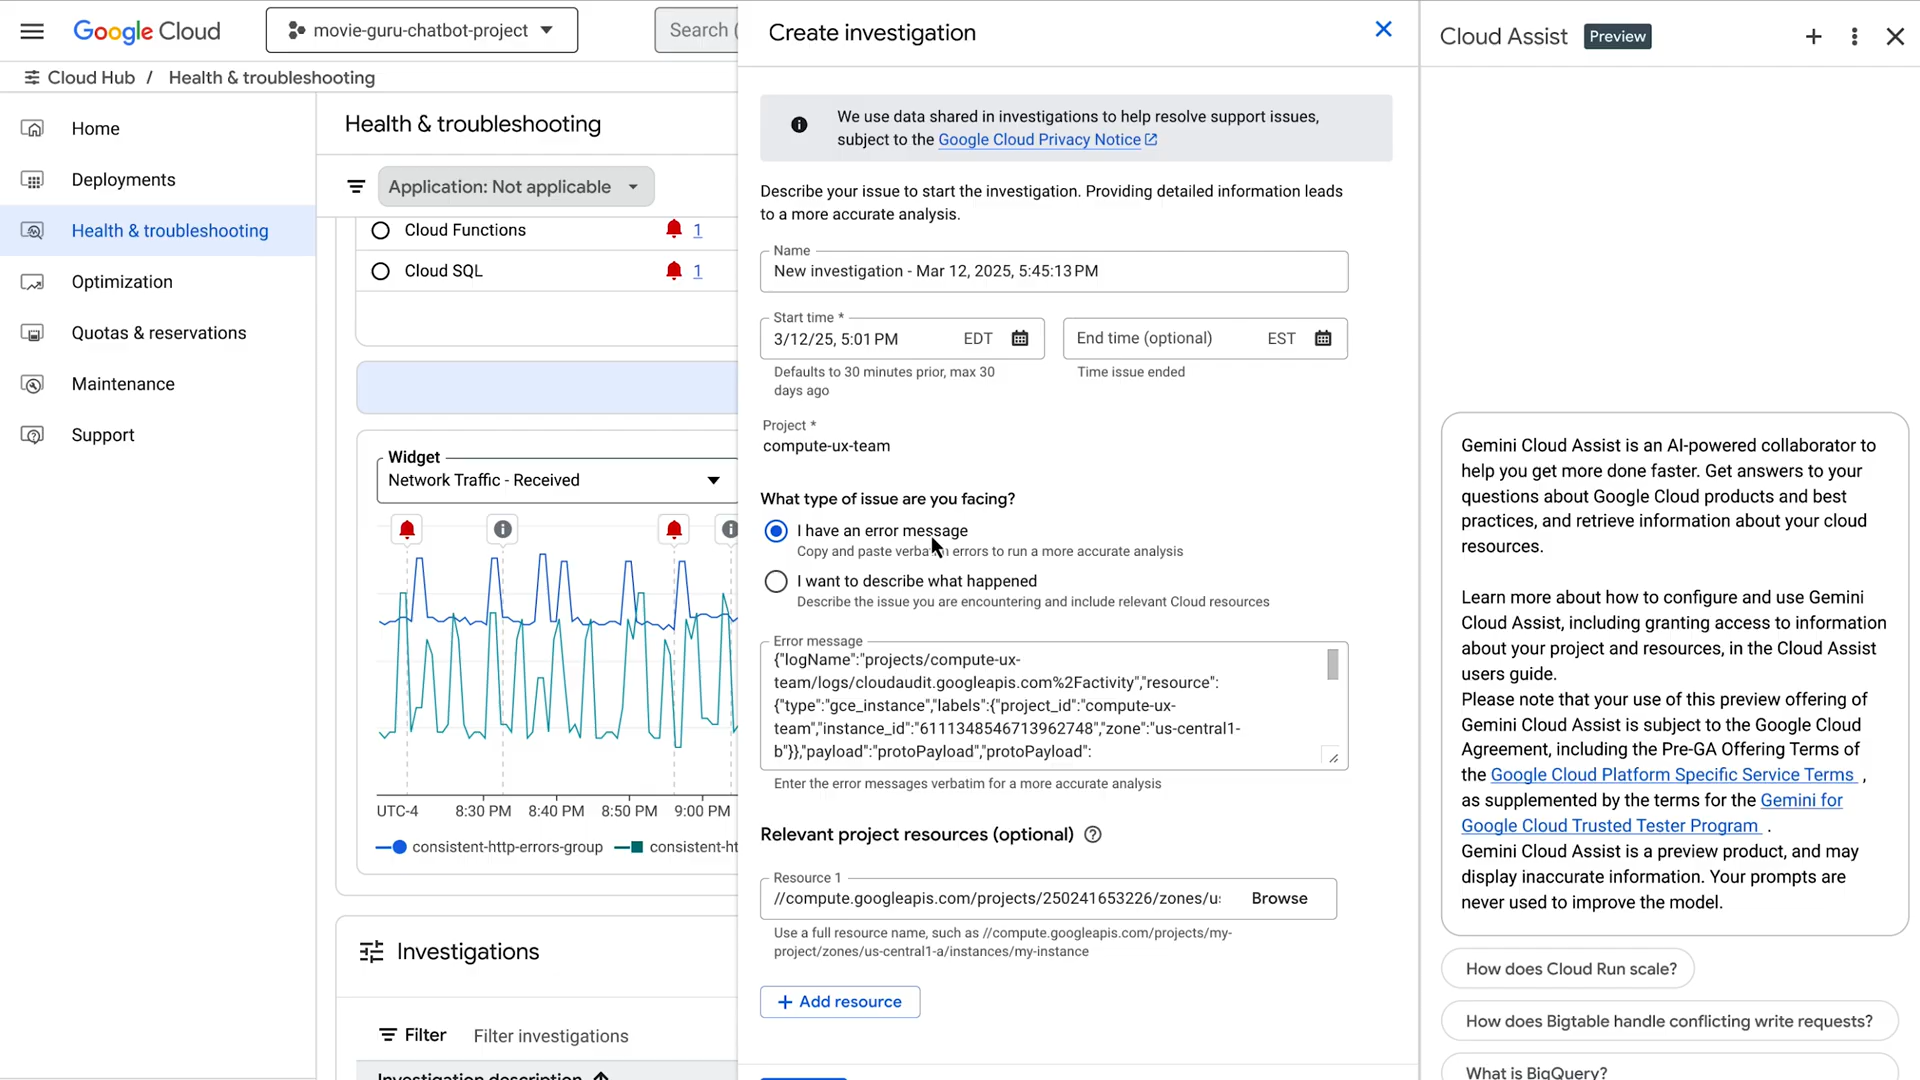 Google Cloud
movie-guru-chatbot-project
Search (
Cloud Hub / Health & troubleshooting
Home
Deployments
Health & troubleshooting
Optimization
Quotas & reservations
Maintenance
Support
Health & troubleshooting
Application: Not applicable
Cloud Functions 1
Cloud SQL 1
Widget
Network Traffic - Received
UTC-4 8:30 PM 8:40 PM 8:50 PM 9:00 PM
consistent-http-errors-group consistent-ht
Investigations
Filter Filter investigations
Investigation description
Create investigation
We use data shared in investigations to help resolve support issues,
subject to the Google Cloud Privacy Notice
Describe your issue to start the investigation. Providing detailed information leads
to a more accurate analysis.
Name
New investigation - Mar 12, 2025, 5:45:13 PM
Start time *
3/12/25, 5:01 PM EDT
Defaults to 30 minutes prior, max 30
days ago
End time (optional) EST
Time issue ended
Project *
compute-ux-team
What type of issue are you facing?
I have an error message
Copy and paste verbatim errors to run a more accurate analysis
I want to describe what happened
Describe the issue you are encountering and include relevant Cloud resources
Error message
{"logName":"projects/compute-ux-
team/logs/cloudaudit.googleapis.com%2Factivity","resource":
{"type":"gce_instance","labels":{"project_id":"compute-ux-
team","instance_id":"6111348546713962748","zone":"us-central1-
b"}},"payload":"protoPayload","protoPayload":
Enter the error messages verbatim for a more accurate analysis
Relevant project resources (optional)
Resource 1
//compute.googleapis.com/projects/250241653226/zones/u Browse
Use a full resource name, such as //compute.googleapis.com/projects/my-
project/zones/us-central1-a/instances/my-instance
+ Add resource
Cloud Assist Preview
Gemini Cloud Assist is an AI-powered collaborator to
help you get more done faster. Get answers to your
questions about Google Cloud products and best
practices, and retrieve information about your cloud
resources.
Learn more about how to configure and use Gemini
Cloud Assist, including granting access to information
about your project and resources, in the Cloud Assist
users guide.
Please note that your use of this preview offering of
Gemini Cloud Assist is subject to the Google Cloud
Agreement, including the Pre-GA Offering Terms of
the Google Cloud Platform Specific Service Terms ,
as supplemented by the terms for the Gemini for
Google Cloud Trusted Tester Program .
Gemini Cloud Assist is a preview product, and may
display inaccurate information. Your prompts are
never used to improve the model.
How does Cloud Run scale?
How does Bigtable handle conflicting write requests?
What is BigQuery?